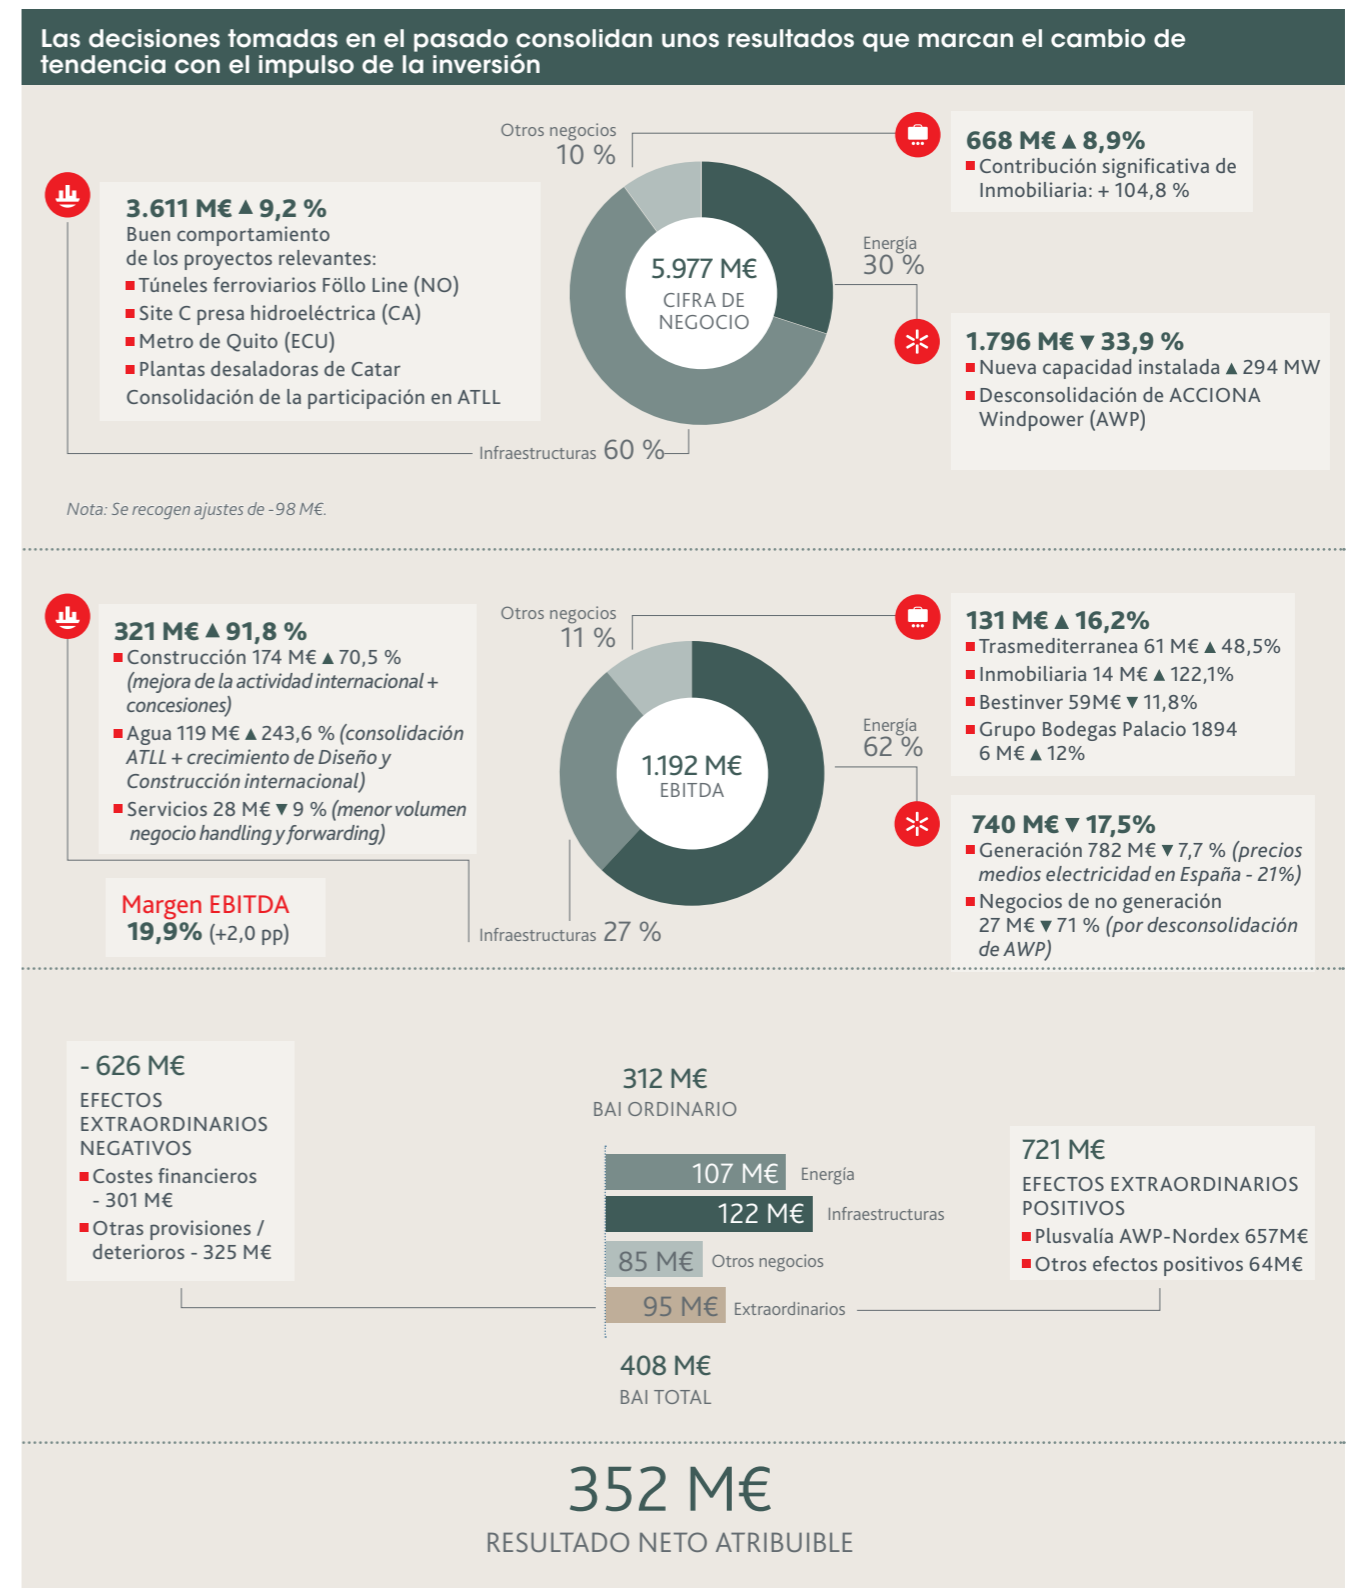 Las decisiones tomadas en el pasado consolidan unos resultados que marcan el cambio de
tendencia con el impulso de la inversión
Otros negocios
10 %
668 M€ ▲ 8,9%
Contribución significativa de
Inmobiliaria: + 104,8 %
3.611 M€ ▲ 9,2 %
Buen comportamiento
de los proyectos relevantes:
Túneles ferroviarios Föllo Line (NO)
Site C presa hidroeléctrica (CA)
Metro de Quito (ECU)
Plantas desaladoras de Catar
Consolidación de la participación en ATLL
5.977 M€
CIFRA DE
NEGOCIO
Energía
30 %
1.796 M€ ▼ 33,9 %
Nueva capacidad instalada ▲ 294 MW
Desconsolidación de ACCIONA
Windpower (AWP)
Infraestructuras 60 %
Nota: Se recogen ajustes de -98 M€.
Otros negocios
11 %
321 M€ ▲ 91,8 %
Construcción 174 M€ ▲ 70,5 %
(mejora de la actividad internacional +
concesiones)
Agua 119 M€ ▲ 243,6 % (consolidación
ATLL + crecimiento de Diseño y
Construcción internacional)
Servicios 28 M€ ▼ 9 % (menor volumen
negocio handling y forwarding)
131 M€ ▲ 16,2%
Trasmediterranea 61 M€ ▲ 48,5%
Inmobiliaria 14 M€ ▲ 122,1%
Bestinver 59M€ ▼ 11,8%
Grupo Bodegas Palacio 1894
6 M€ ▲ 12%
1.192 M€
EBITDA
Energía
62 %
740 M€ ▼ 17,5%
Generación 782 M€ ▼ 7,7 % (precios
medios electricidad en España - 21%)
Negocios de no generación
27 M€ ▼ 71 % (por desconsolidación
de AWP)
Margen EBITDA
19,9% (+2,0 pp)
Infraestructuras 27 %
- 626 M€
EFECTOS
EXTRAORDINARIOS
NEGATIVOS
Costes financieros
- 301 M€
Otras provisiones /
deterioros - 325 M€
312 M€
BAI ORDINARIO
107 M€ Energía
122 M€ Infraestructuras
85 M€ Otros negocios
95 M€ Extraordinarios
408 M€
BAI TOTAL
721 M€
EFECTOS EXTRAORDINARIOS
POSITIVOS
Plusvalía AWP-Nordex 657M€
Otros efectos positivos 64M€
352 M€
RESULTADO NETO ATRIBUIBLE